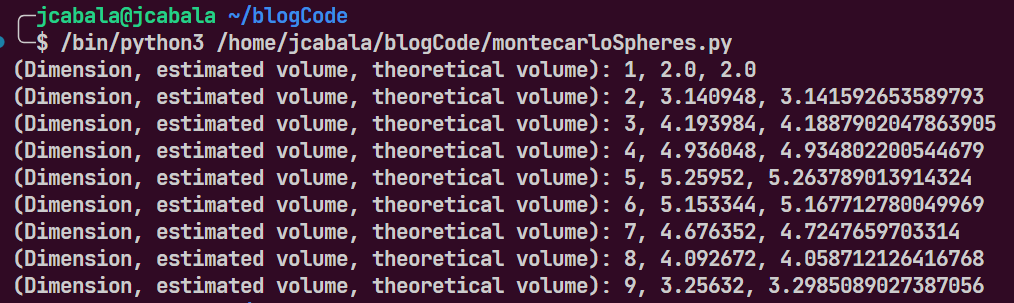 jcabala@jcabala ~/blogCode
$ /bin/python3 /home/jcabala/blogCode/montecarloSpheres.py
(Dimension, estimated volume, theoretical volume): 1, 2.0, 2.0
(Dimension, estimated volume, theoretical volume): 2, 3.140948, 3.141592653589793
(Dimension, estimated volume, theoretical volume): 3, 4.193984, 4.1887902047863905
(Dimension, estimated volume, theoretical volume): 4, 4.936048, 4.934802200544679
(Dimension, estimated volume, theoretical volume): 5, 5.25952, 5.263789013914324
(Dimension, estimated volume, theoretical volume): 6, 5.153344, 5.167712780049969
(Dimension, estimated volume, theoretical volume): 7, 4.676352, 4.7247659703314
(Dimension, estimated volume, theoretical volume): 8, 4.092672, 4.058712126416768
(Dimension, estimated volume, theoretical volume): 9, 3.25632, 3.2985089027387056